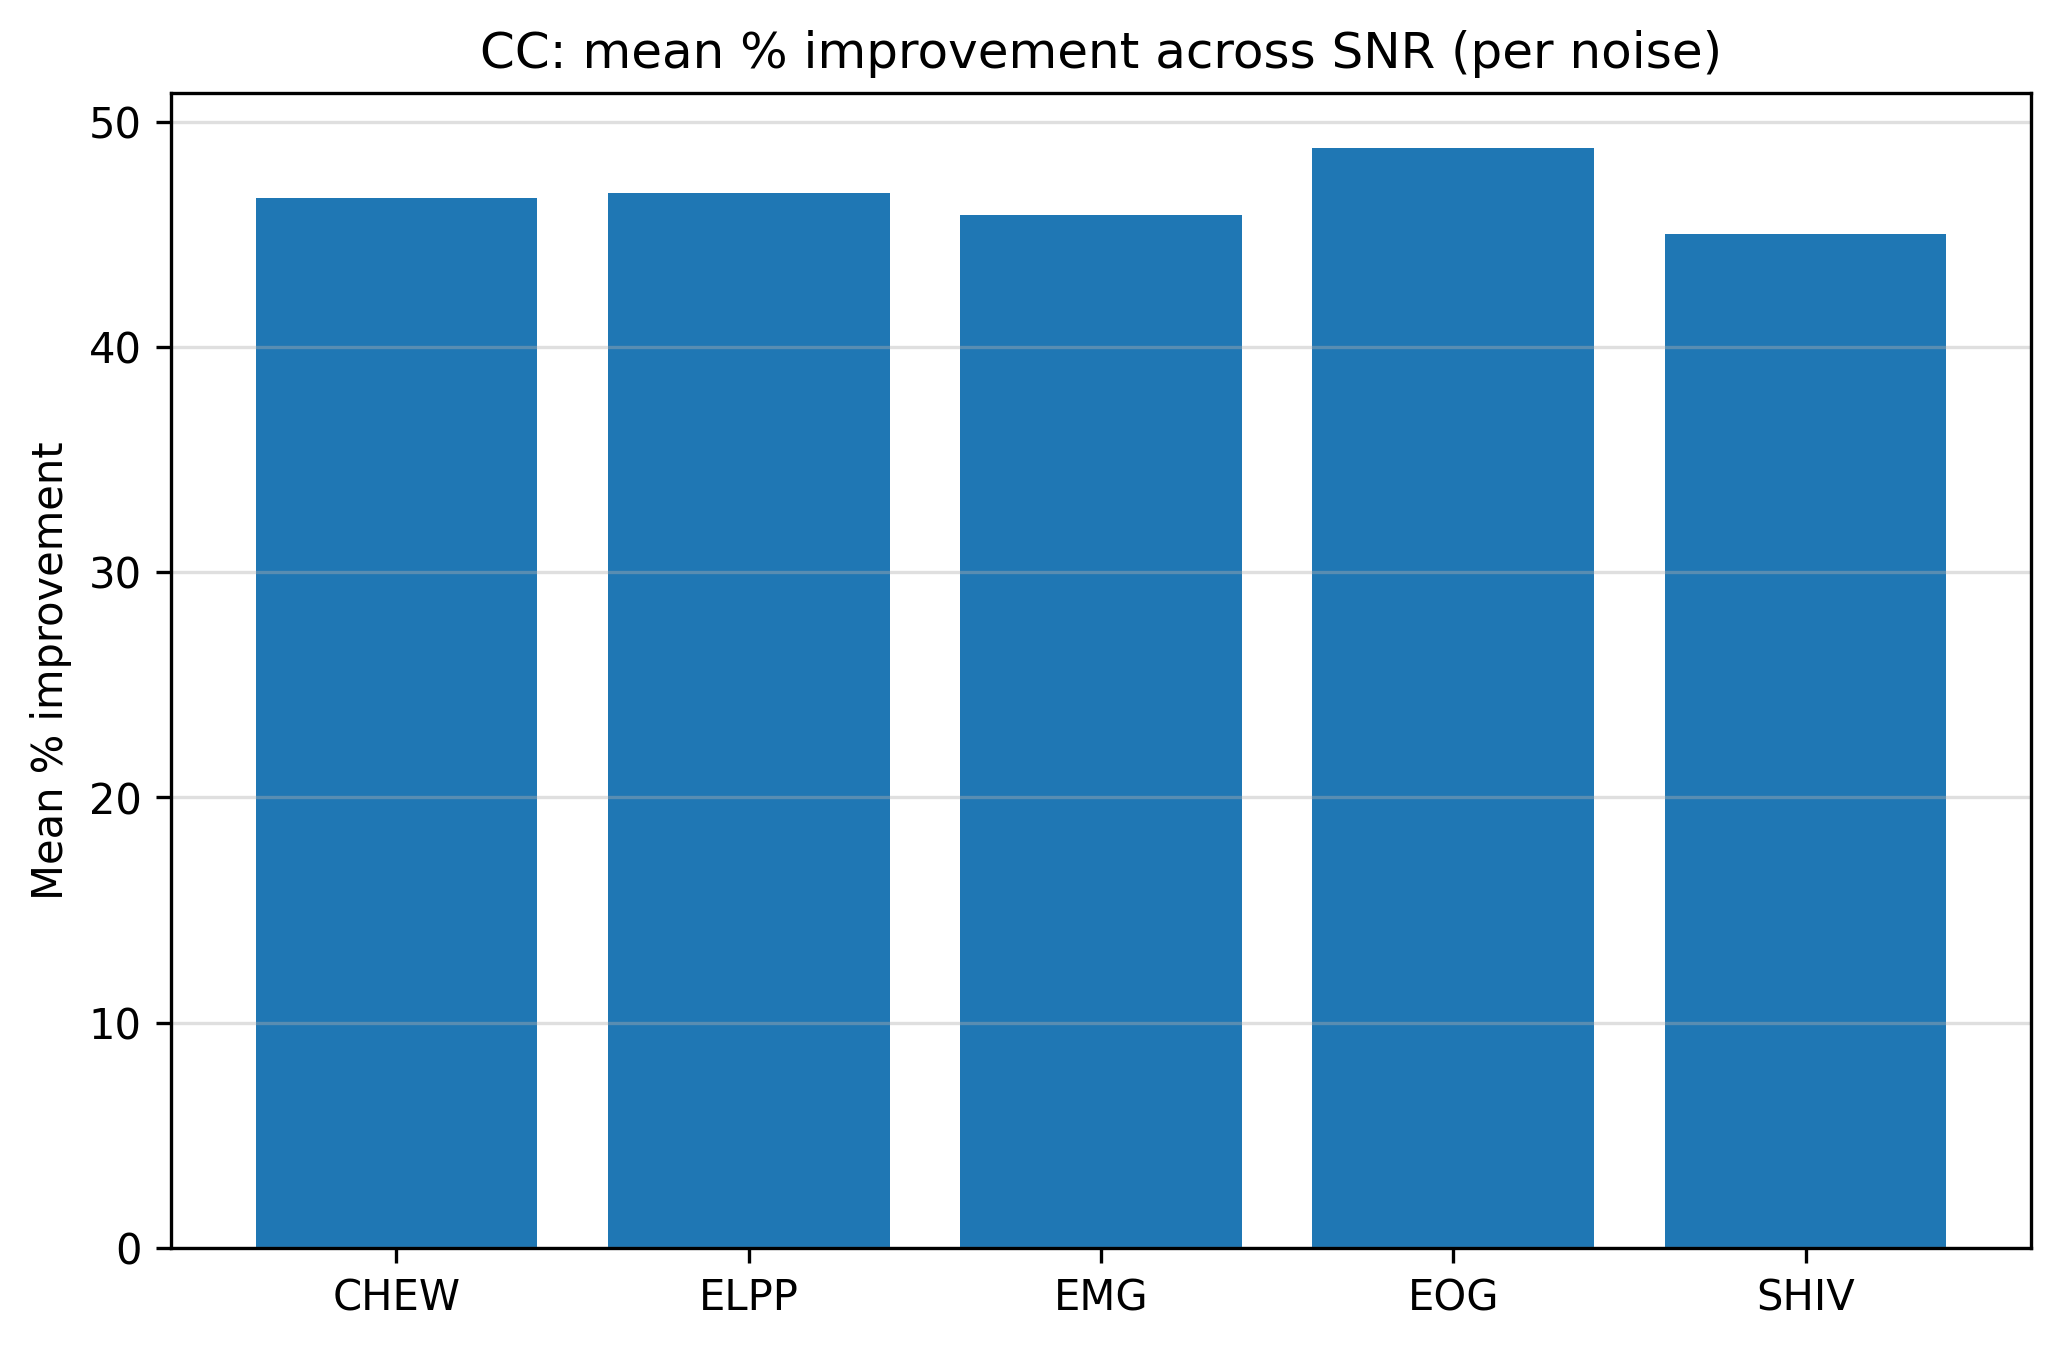 CC: mean % improvement across SNR (per noise)
Mean % improvement
50
40
30
20
10
0
CHEW ELPP EMG EOG SHIV